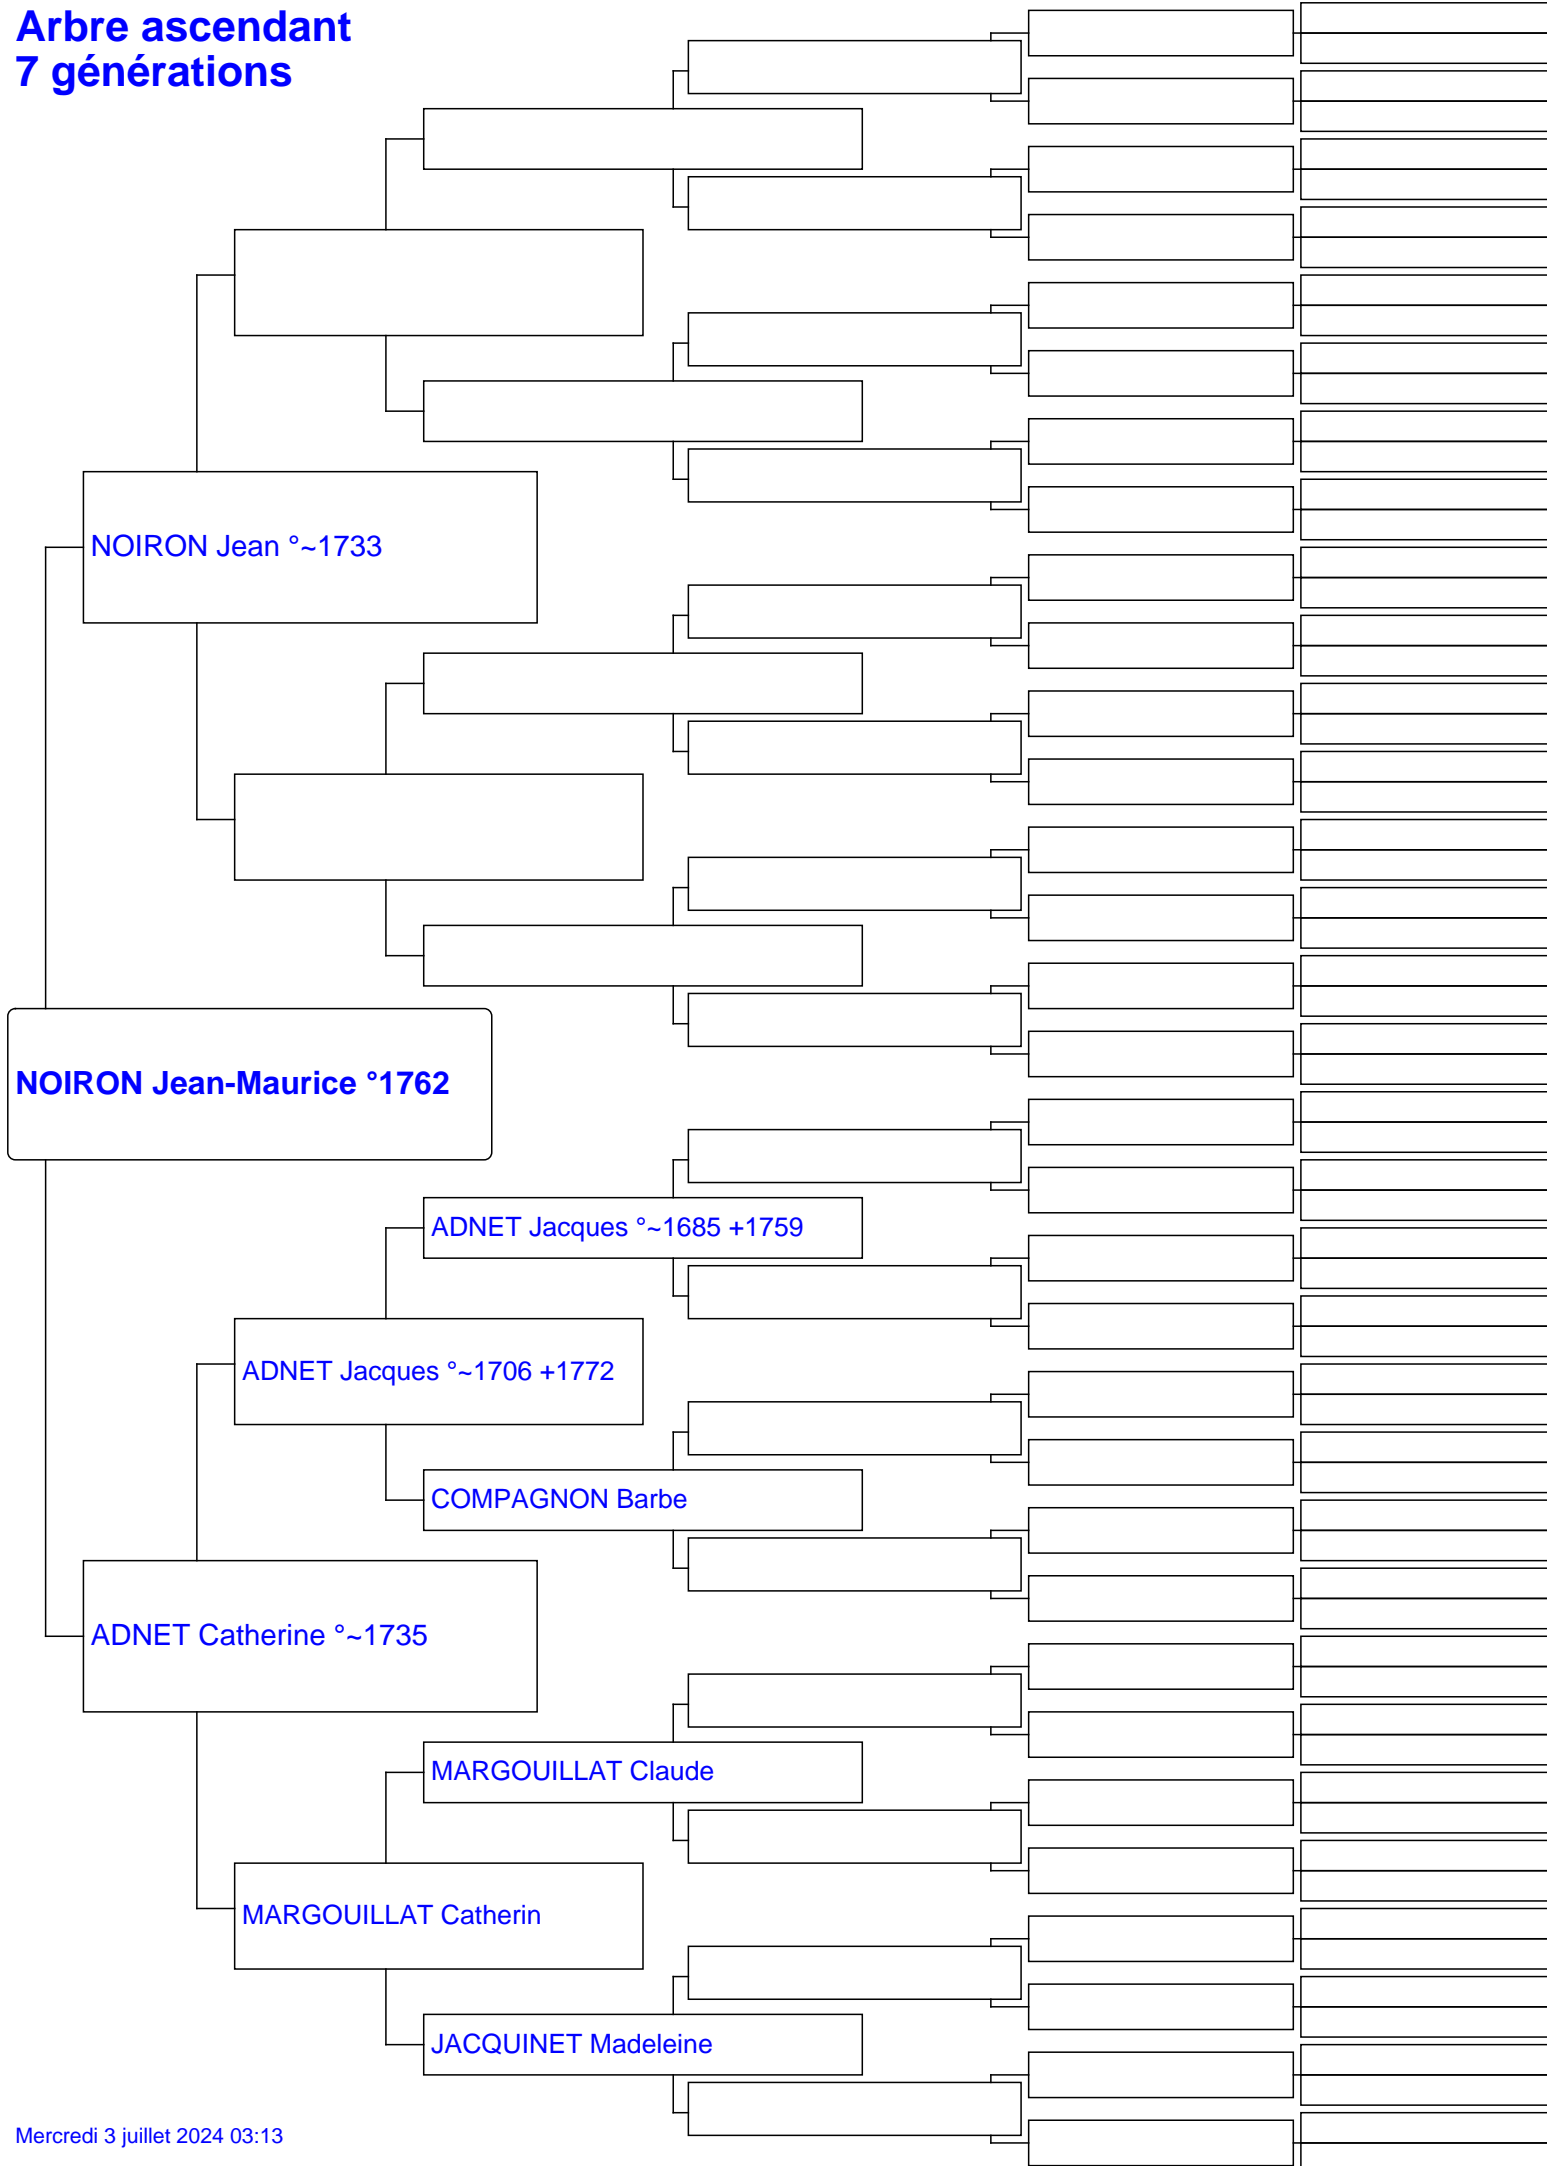 Arbre ascendant
7 générations
NOIRON Jean °~1733
NOIRON Jean-Maurice °1762
ADNET Jacques °~1685 +1759
ADNET Jacques °~1706 +1772
COMPAGNON Barbe
ADNET Catherine °~1735
MARGOUILLAT Claude
MARGOUILLAT Catherin
JACQUINET Madeleine
Mercredi 3 juillet 2024 03:13